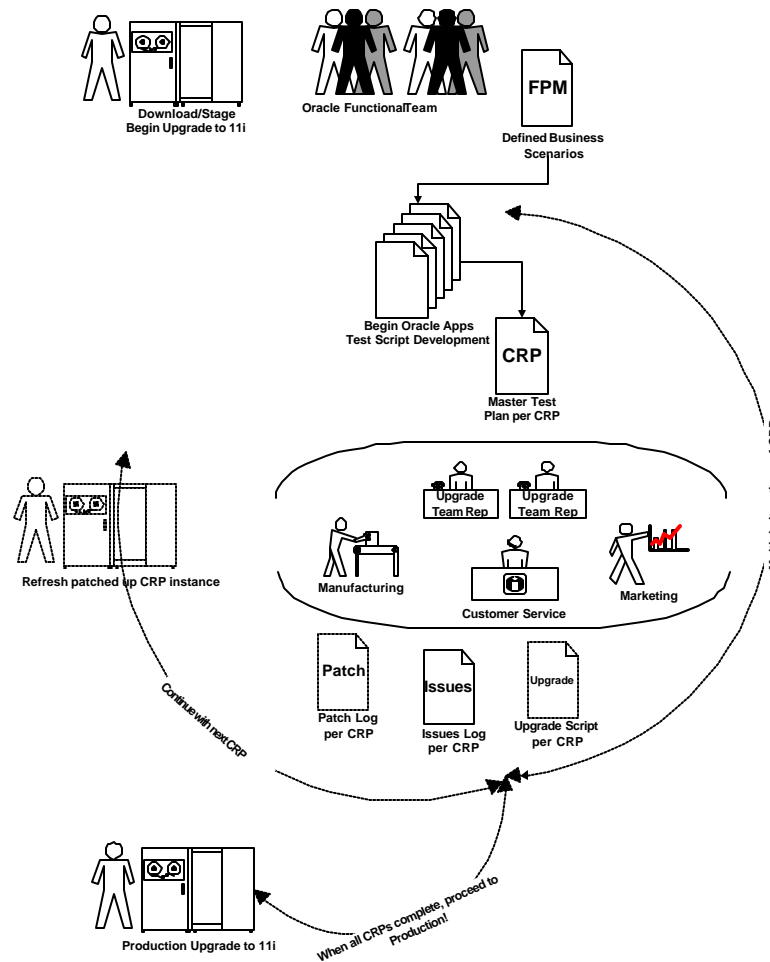 Download/Stage
Begin Upgrade to 11i
Oracle FunctionalTeam
FPM
Defined Business
Scenarios
Begin Oracle Apps
Test Script Development
CRP
Master Test
Plan per CRP
Upgrade
Team Rep
Upgrade
Team Rep
Manufacturing
Customer Service
Marketing
Refresh patched up CRP instance
Patch
Patch Log
per CRP
Issues
Issues Log
per CRP
Upgrade
Upgrade Script
per CRP
Continue with next CRP
When all CRPs complete, proceed to
Production!
Production Upgrade to 11i